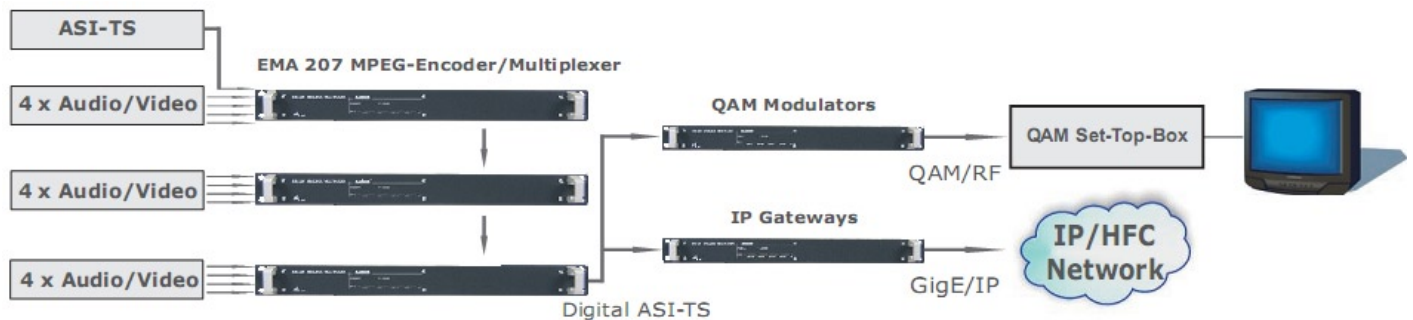 ASI-TS
EMA 207 MPEG-Encoder/Multiplexer
4 x Audio/Video
QAM Modulators
QAM Set-Top-Box
QAM/RF
4 x Audio/Video
IP Gateways
IP/HFC
Network
4 x Audio/Video
GigE/IP
Digital ASI-TS